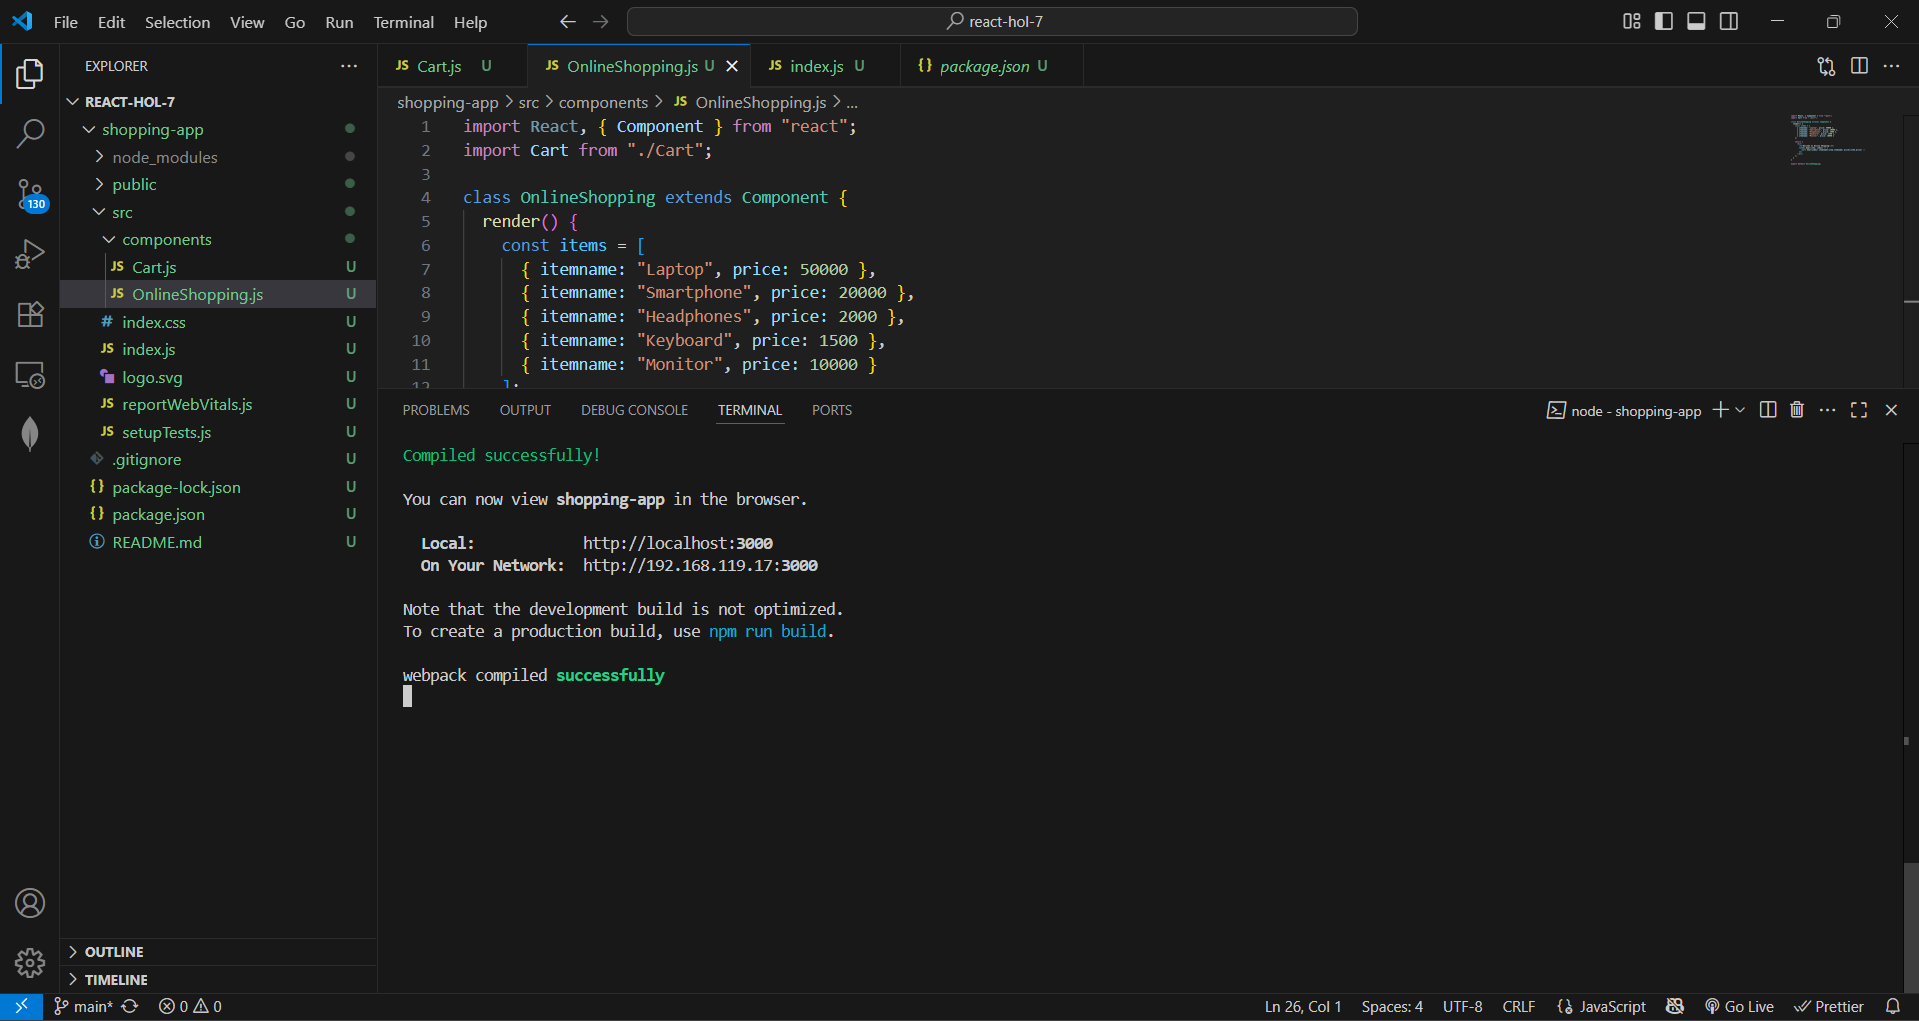 File Edit Selection View Go Run Terminal Help
react-hol-7
EXPLORER
REACT-HOL-7
shopping-app
node_modules
public
src
components
JS Cart.js U
JS OnlineShopping.js U
# index.css U
JS index.js U
logo.svg U
JS reportWebVitals.js U
JS setupTests.js U
.gitignore U
{} package-lock.json U
{} package.json U
README.md U
OUTLINE
TIMELINE
130
JS Cart.js U
JS OnlineShopping.js U
JS index.js U
{} package.json U
shopping-app > src > components > JS OnlineShopping.js > ...
1 import React, { Component } from "react";
2 import Cart from "./Cart";
3
4 class OnlineShopping extends Component {
5 render() {
6 const items = [
7 { itemname: "Laptop", price: 50000 },
8 { itemname: "Smartphone", price: 20000 },
9 { itemname: "Headphones", price: 2000 },
10 { itemname: "Keyboard", price: 1500 },
11 { itemname: "Monitor", price: 10000 }
12 ];
PROBLEMS OUTPUT DEBUG CONSOLE TERMINAL PORTS
node - shopping-app
Compiled successfully!
You can now view shopping-app in the browser.
Local: http://localhost:3000
On Your Network: http://192.168.119.17:3000
Note that the development build is not optimized.
To create a production build, use npm run build.
webpack compiled successfully
main* 0 0
Ln 26, Col 1 Spaces: 4 UTF-8 CRLF {} JavaScript Go Live Prettier